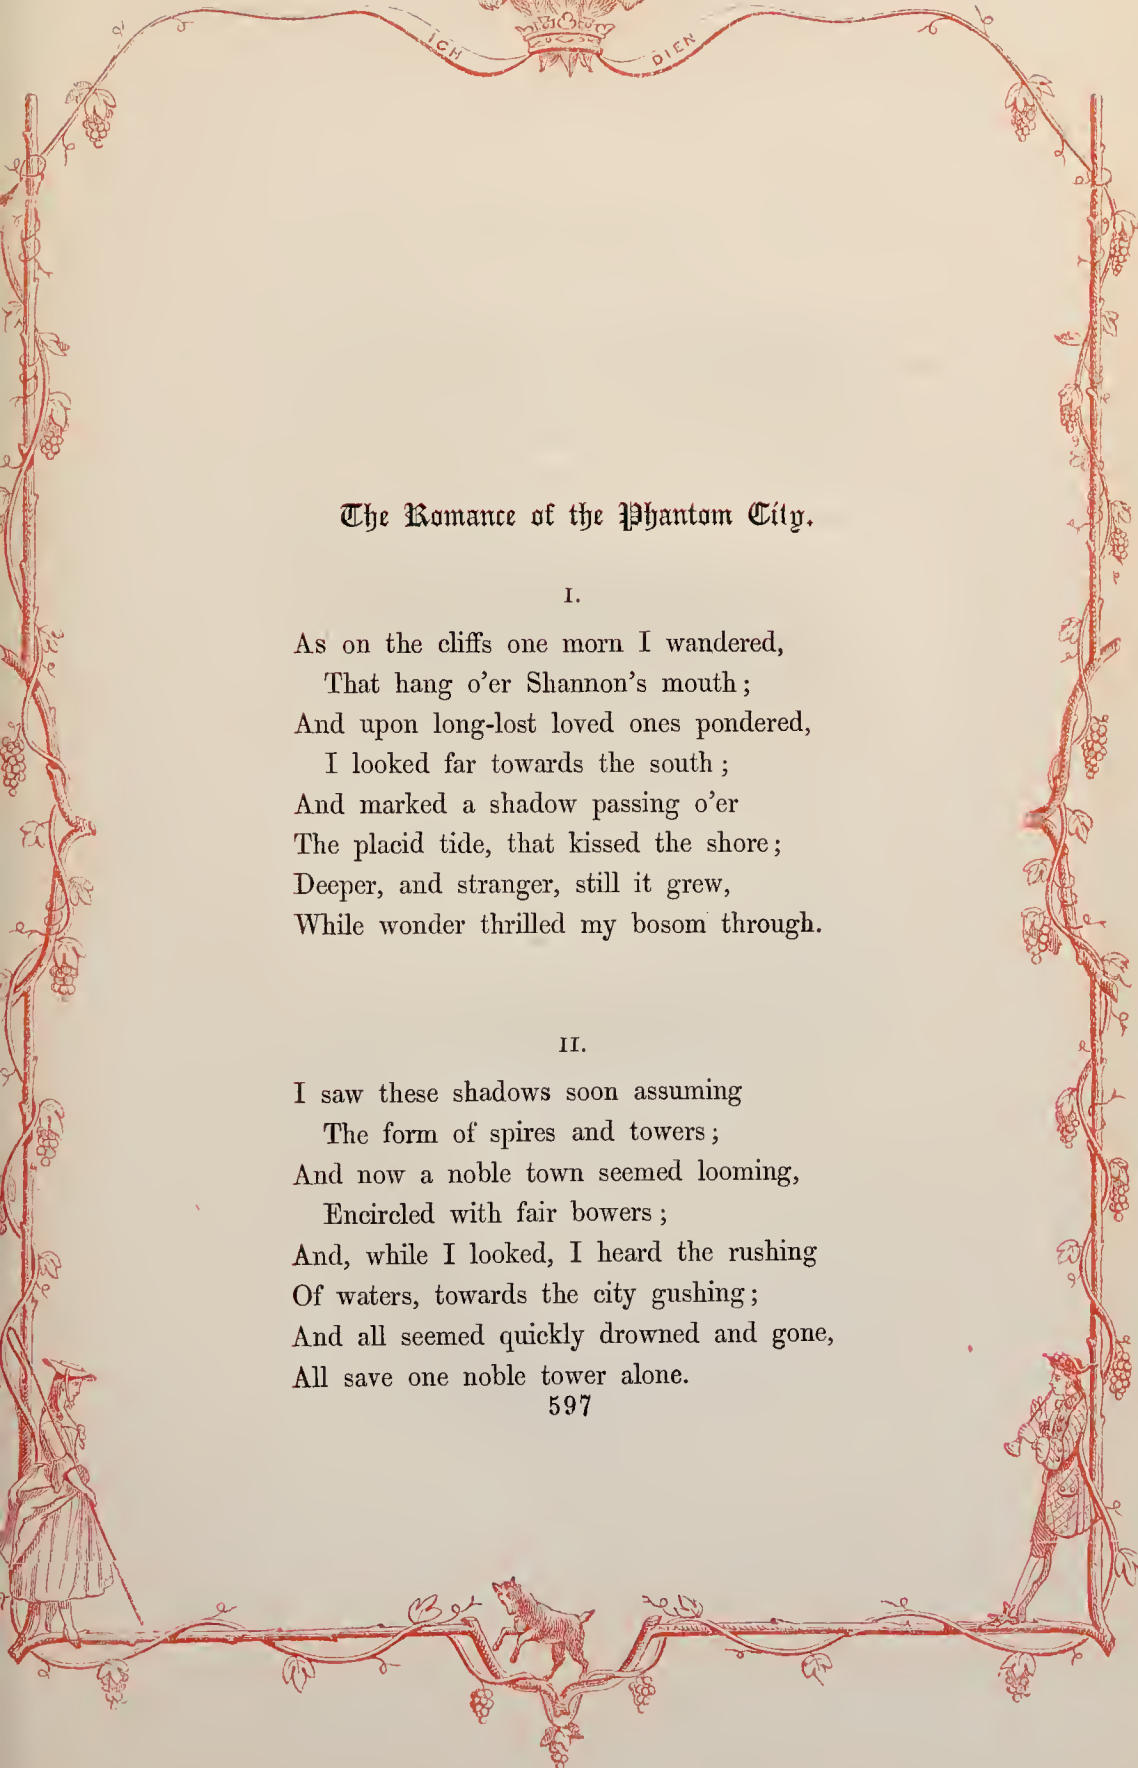 ICH DIEN
The Romance of the Phantom City.
I.
As on the cliffs one morn I wandered,
That hang o’er Shannon’s mouth;
And upon long-lost loved ones pondered,
I looked far towards the south;
And marked a shadow passing o’er
The placid tide, that kissed the shore;
Deeper, and stranger, still it grew,
While wonder thrilled my bosom through.
II.
I saw these shadows soon assuming
The form of spires and towers;
And now a noble town seemed looming,
Encircled with fair bowers;
And, while I looked, I heard the rushing
Of waters, towards the city gushing;
And all seemed quickly drowned and gone,
All save one noble tower alone.
597